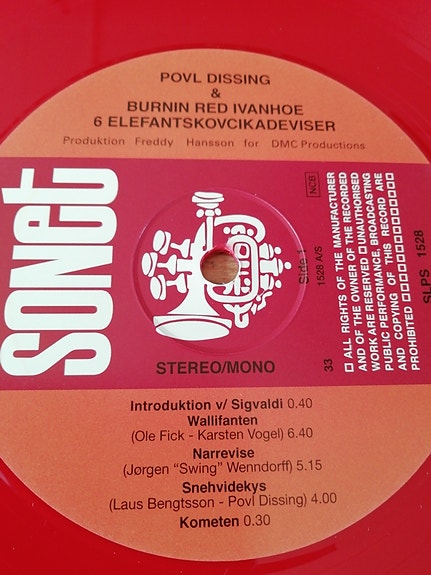 POVL DISSING
&
BURNIN RED IVANHOE
6 ELEFANTSKOVCIKADEVISER
Produktion Freddy Hansson for DMC Productions
SONET
NCB
Side 1
1528 A/S
STEREO/MONO
33
□ ALL RIGHTS OF THE MANUFACTURER
AND OF THE OWNER OF THE RECORDED
WORK ARE RESERVED □ UNAUTHORISED
PUBLIC PERFORMANCE, BROADCASTING
AND COPYING OF THIS RECORD ARE
PROHIBITED □ □ □ □ □ □ □ □ □ □
SLPS 1528
Introduktion v/ Sigvaldi 0.40
Wallifanten
(Ole Fick - Karsten Vogel) 6.40
Narrevise
(Jørgen “Swing” Wenndorff) 5.15
Snehvidekys
(Laus Bengtsson - Povl Dissing) 4.00
Kometen 0.30